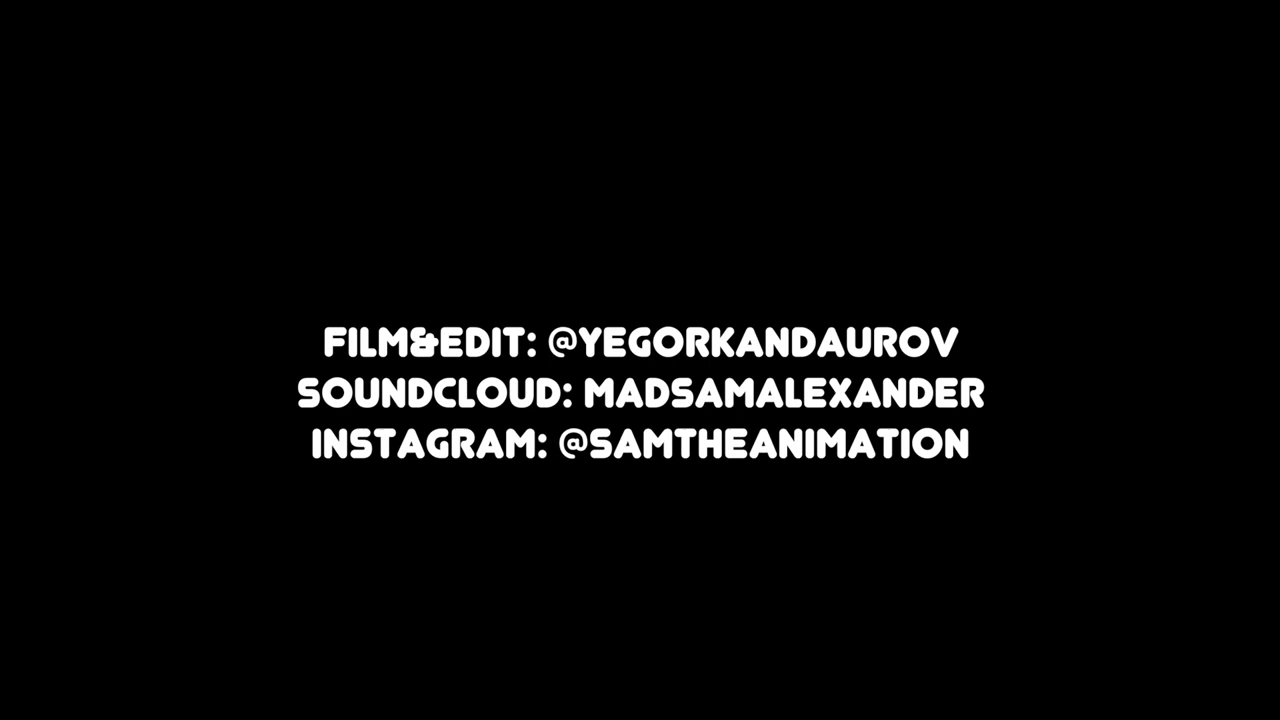 FILM&EDIT: @YEGORKANDAUROV
SOUNDCLOUD: MADSAMALEXANDER
INSTAGRAM: @SAMTHEANIMATION